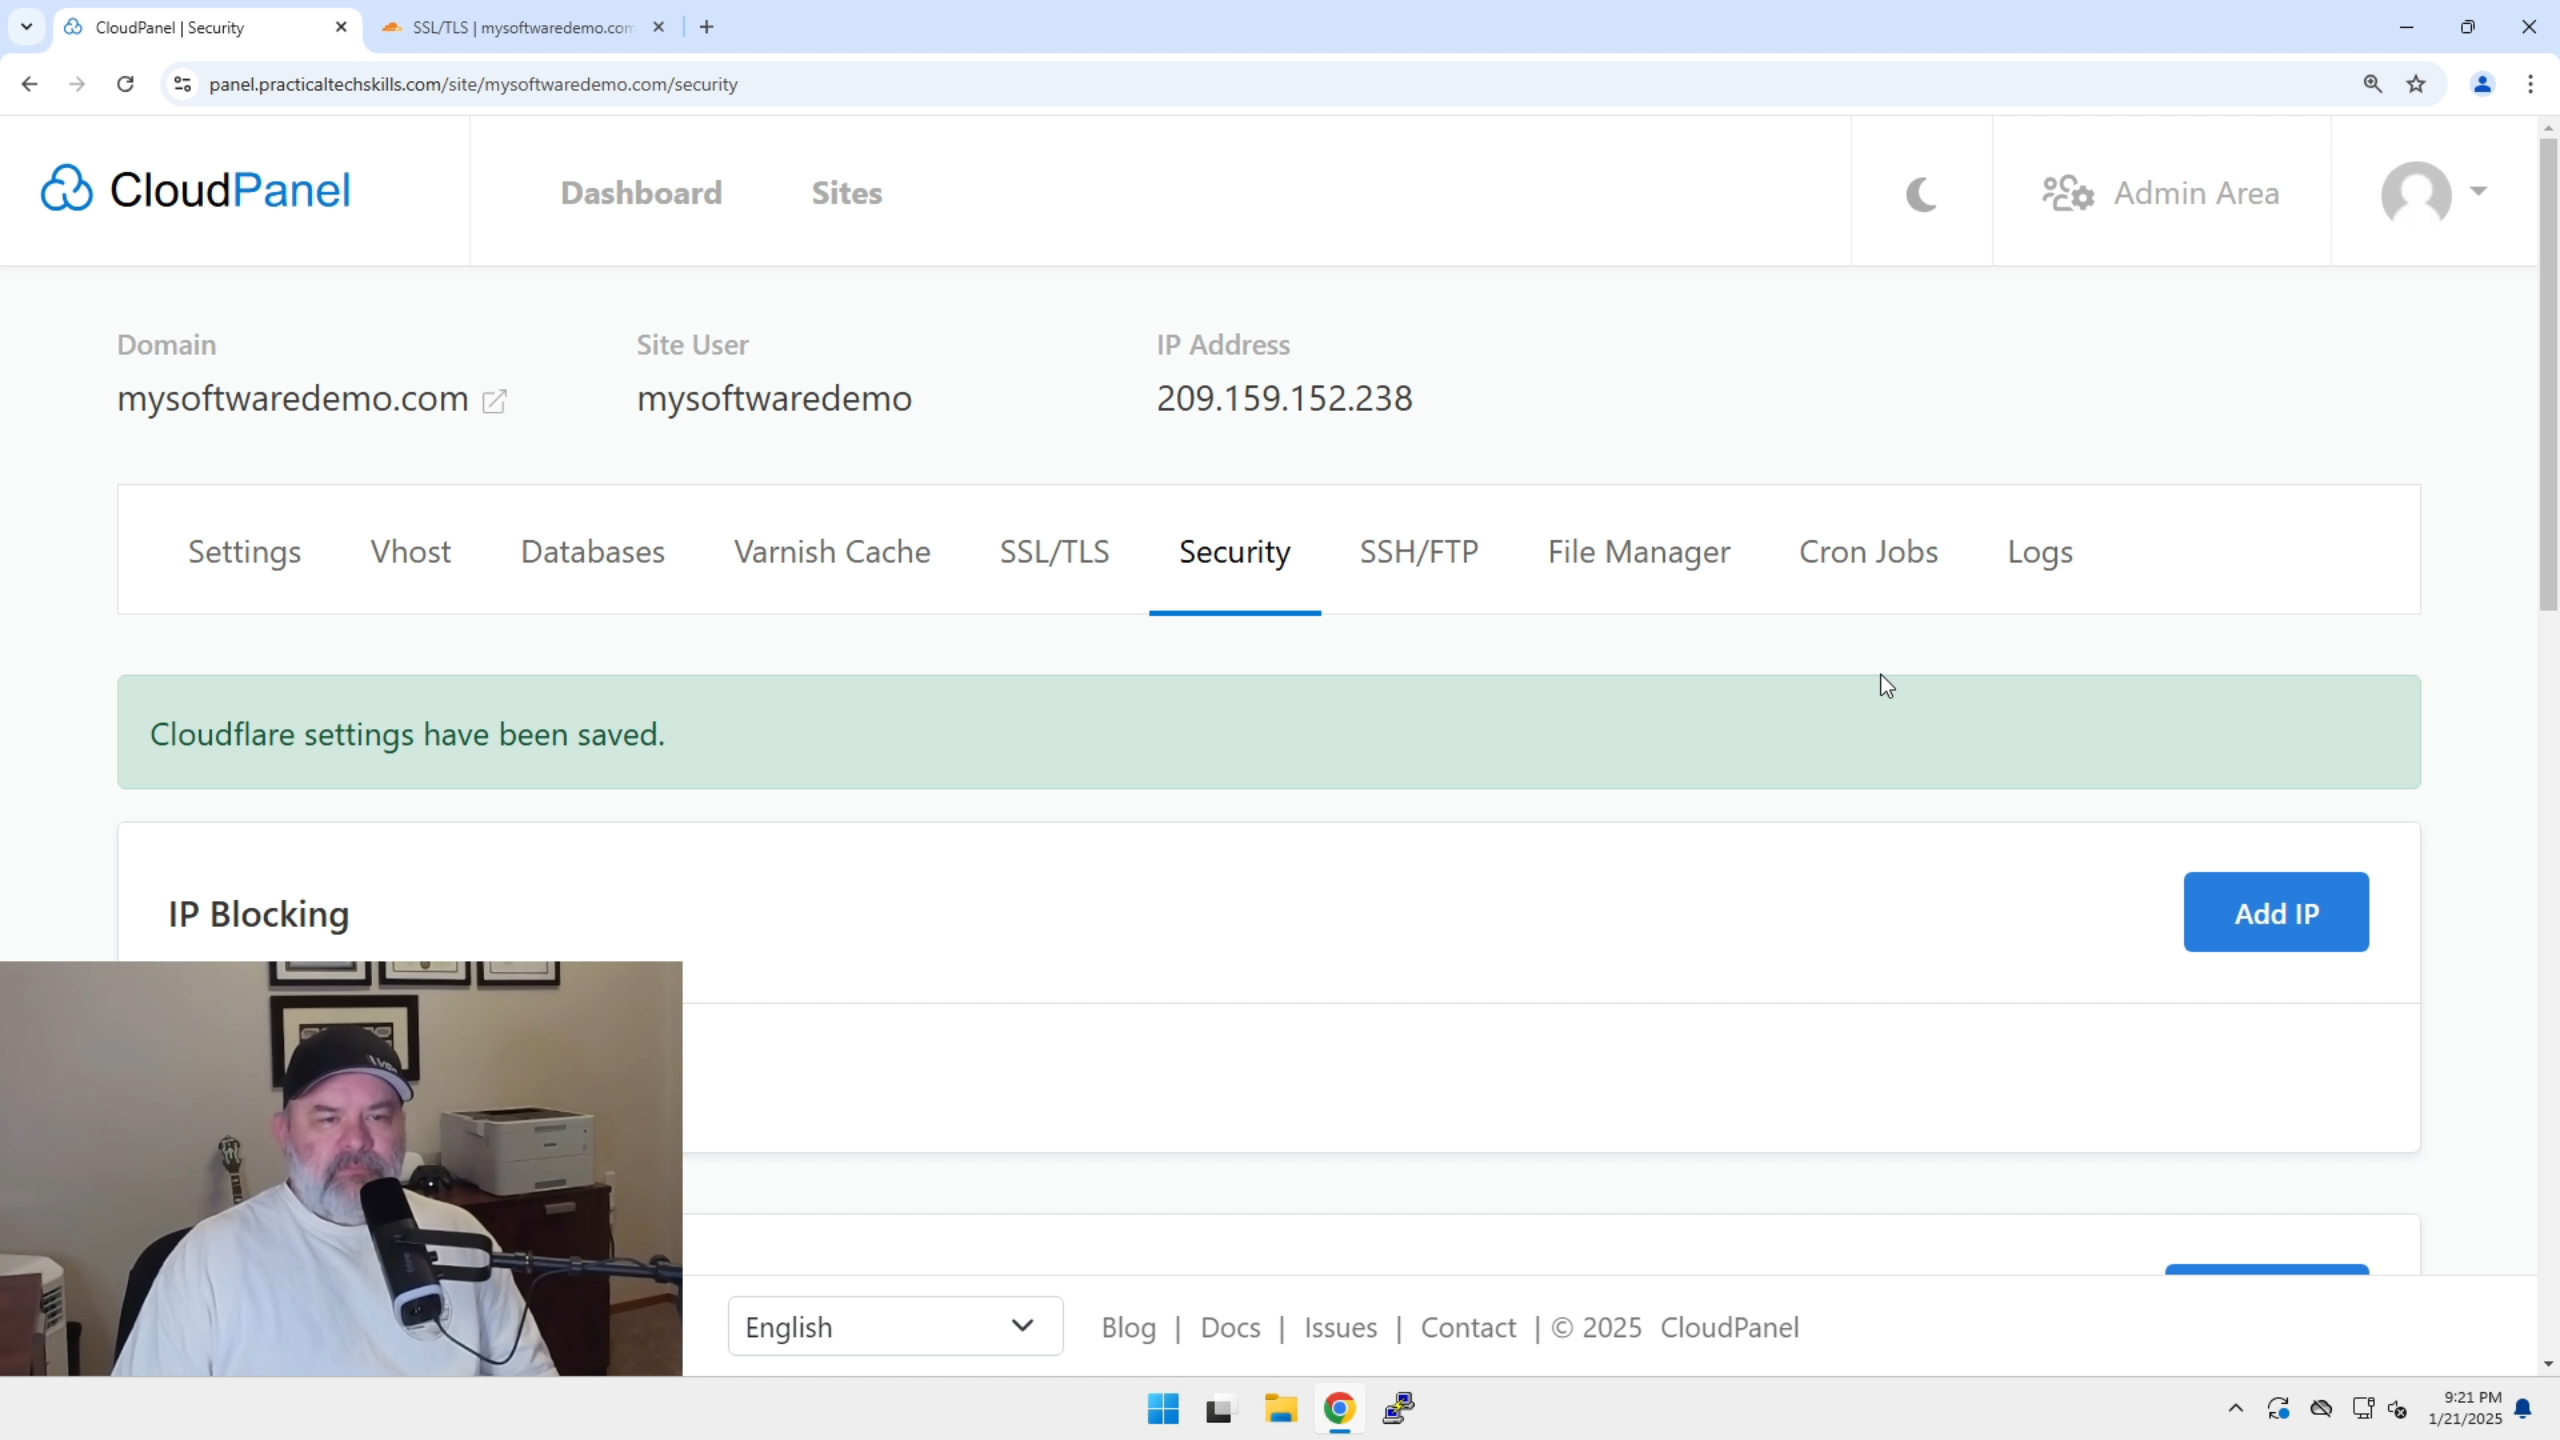 CloudPanel | Security
SSL/TLS | mysoftwaredemo.com
panel.practicaltechskills.com/site/mysoftwaredemo.com/security
CloudPanel
Dashboard
Sites
Admin Area
Domain
Site User
IP Address
mysoftwaredemo.com
mysoftwaredemo
209.159.152.238
Settings
Vhost
Databases
Varnish Cache
SSL/TLS
Security
SSH/FTP
File Manager
Cron Jobs
Logs
Cloudflare settings have been saved.
IP Blocking
Add IP
English
Blog | Docs | Issues | Contact | © 2025 CloudPanel
9:21 PM
1/21/2025